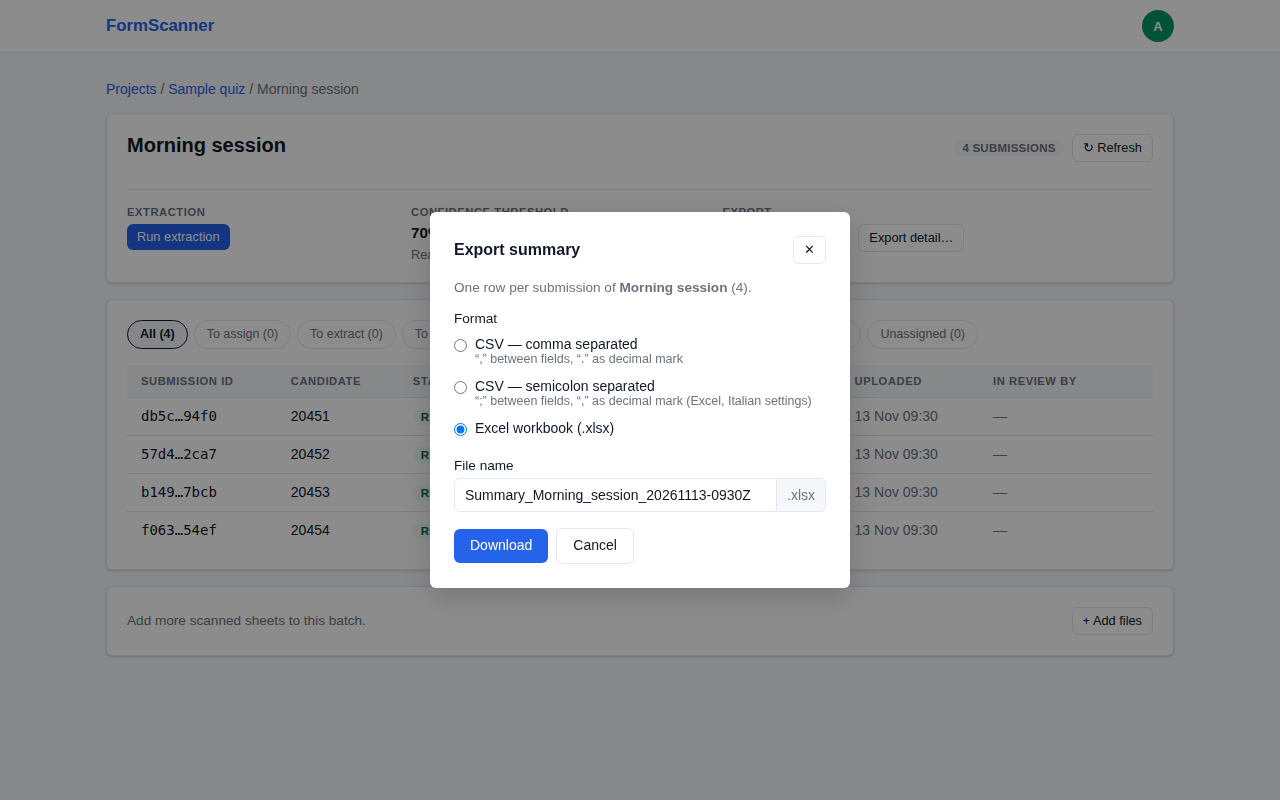 FormScanner
A
Projects / Sample quiz / Morning session
Morning session
4 SUBMISSIONS
↻ Refresh
EXTRACTION
CONFIDENCE THRESHOLD
EXPORT
Run extraction
Export detail…
Export summary
✕
One row per submission of Morning session (4).
Format
CSV — comma separated
“,” between fields, “.” as decimal mark
CSV — semicolon separated
“;” between fields, “,” as decimal mark (Excel, Italian settings)
Excel workbook (.xlsx)
File name
Summary_Morning_session_20261113-0930Z .xlsx
Download Cancel
All (4) To assign (0) To extract (0) To Unassigned (0)
SUBMISSION ID CANDIDATE UPLOADED IN REVIEW BY
db5c…94f0 20451 R 13 Nov 09:30 —
57d4…2ca7 20452 R 13 Nov 09:30 —
b149…7bcb 20453 R 13 Nov 09:30 —
f063…54ef 20454 R 13 Nov 09:30 —
Add more scanned sheets to this batch.
+ Add files